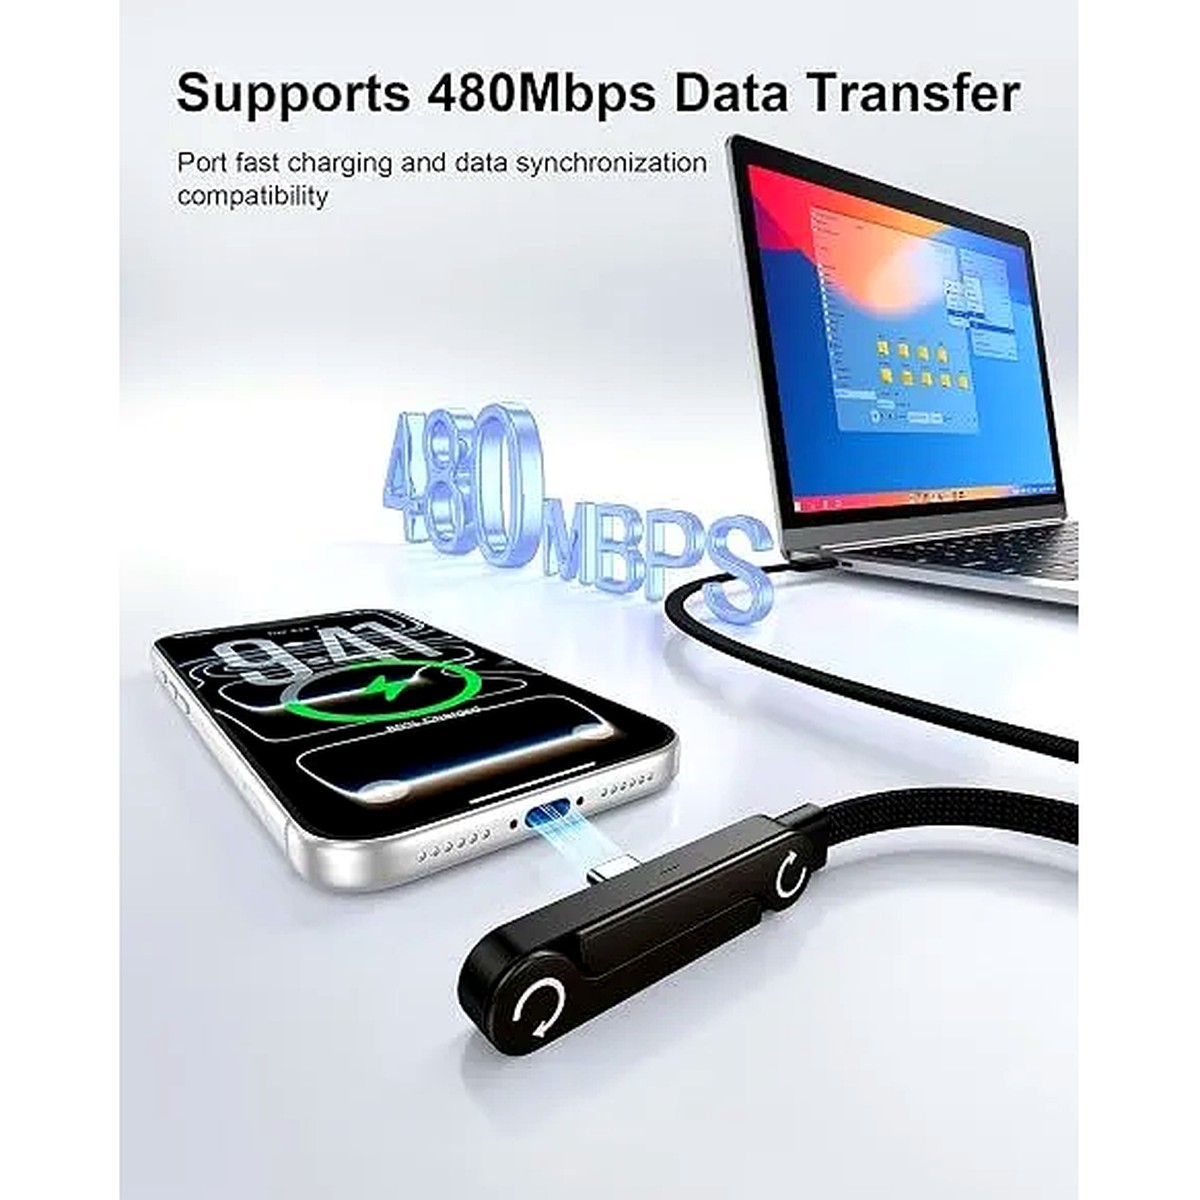 Supports 480Mbps Data Transfer
Port fast charging and data synchronization
compatibility
480MBPS
9:41